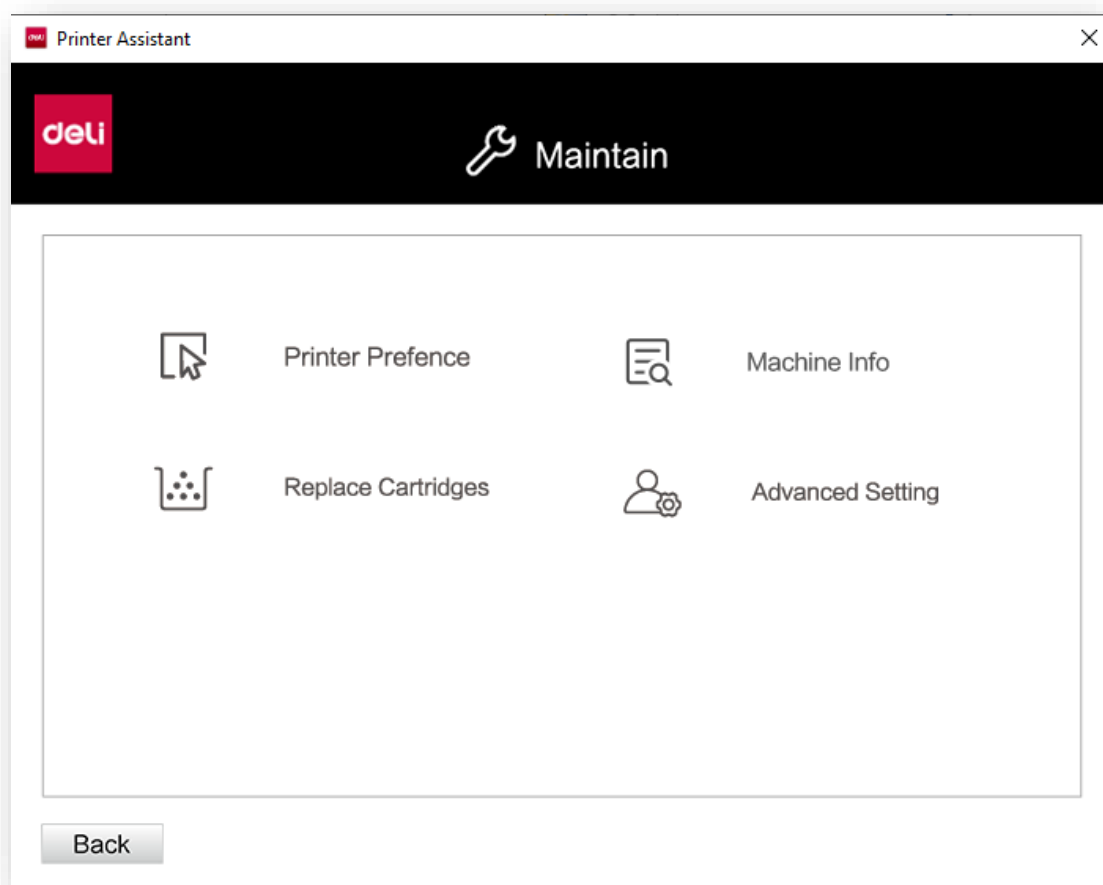 Printer Assistant
deli
Maintain
Printer Prefence
Machine Info
Replace Cartridges
Advanced Setting
Back